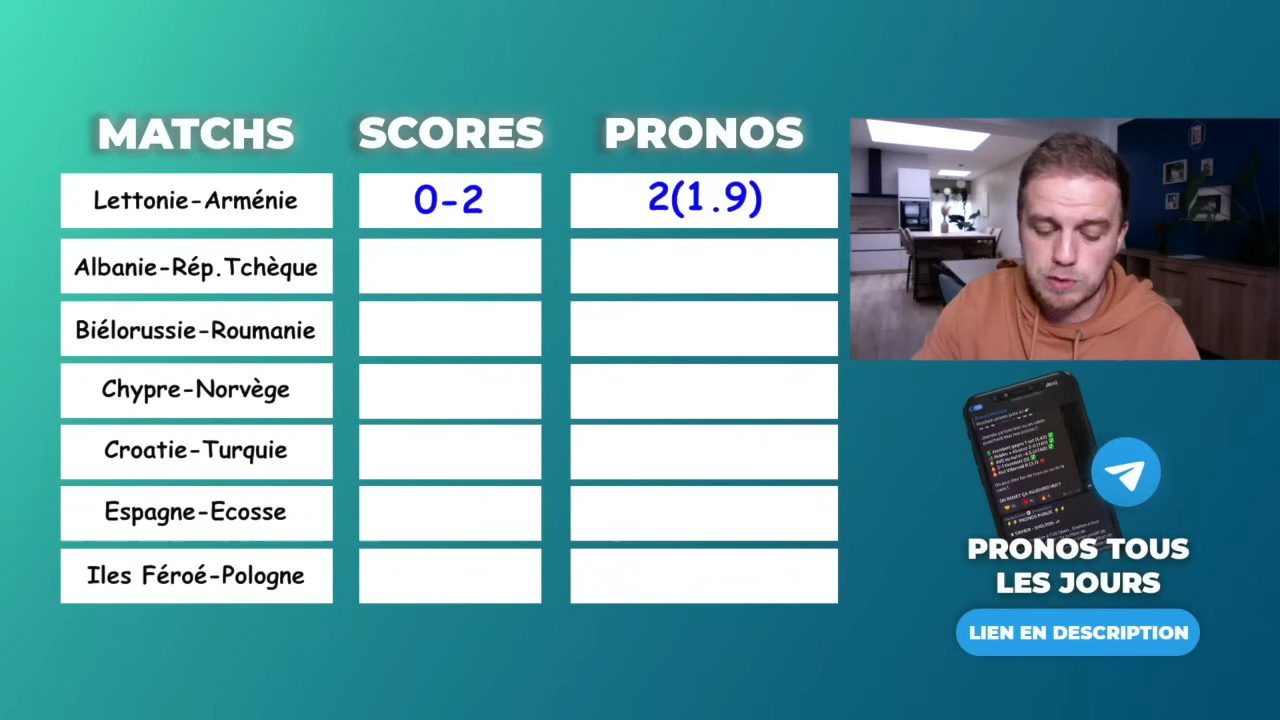 MATCHS SCORES PRONOS
Lettonie-Arménie 0-2 2(1.9)
Albanie-Rép.Tchèque
Biélorussie-Roumanie
Chypre-Norvège
Croatie-Turquie
Espagne-Ecosse
Iles Féroé-Pologne
PRONOS TOUS
LES JOURS
LIEN EN DESCRIPTION